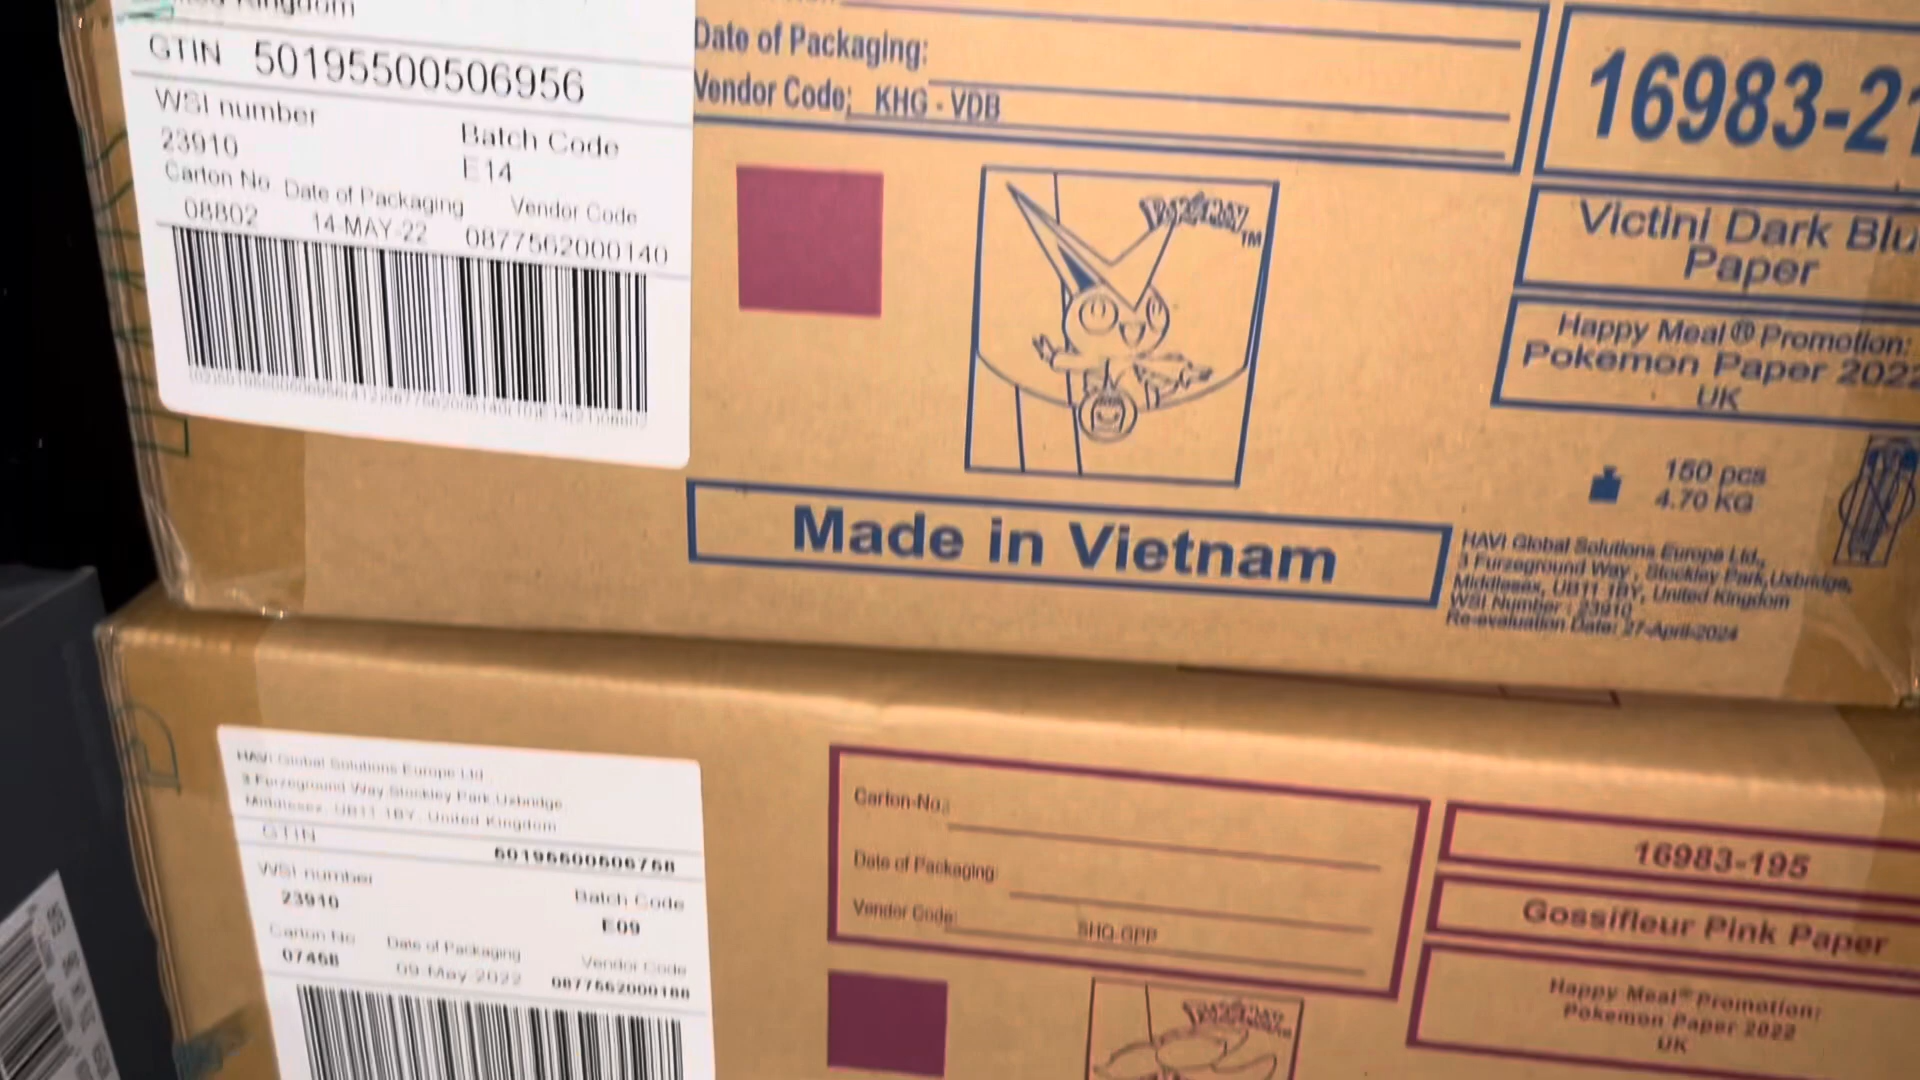 Kingdom
GTIN 50195500506956
WSI number
23910
Batch Code
E14
Carton No Date of Packaging Vendor Code
08802 14-MAY-22 0877562000140
Date of Packaging:
Vendor Code: KHG - VDB
POKÉMON TM
16983-21
Victini Dark Blu
Paper
Happy Meal ® Promotion:
Pokemon Paper 2022
UK
150 pcs
4.70 KG
Made in Vietnam
HAVI Global Solutions Europe Ltd.,
3 Furzeground Way, Stockley Park, Uxbridge,
Middlesex, UB11 1BY, United Kingdom
WSI Number : 23910
Re-evaluation Date: 27-April-2024
HAVI Global Solutions Europe Ltd
3 Furzeground Way Stockley Park Uxbridge
Middlesex, UB11 1BY, United Kingdom
GTIN
50195500506758
WSI number
23910
Batch Code
E09
Carton No Date of Packaging Vendor Code
07458 09 May 2022 0877562000188
Carton-No.:
Date of Packaging:
Vendor Code:
16983-195
Gossifleur Pink Paper
Happy Meal® Promotion:
Pokemon Paper 2022
UK
POKÉMON